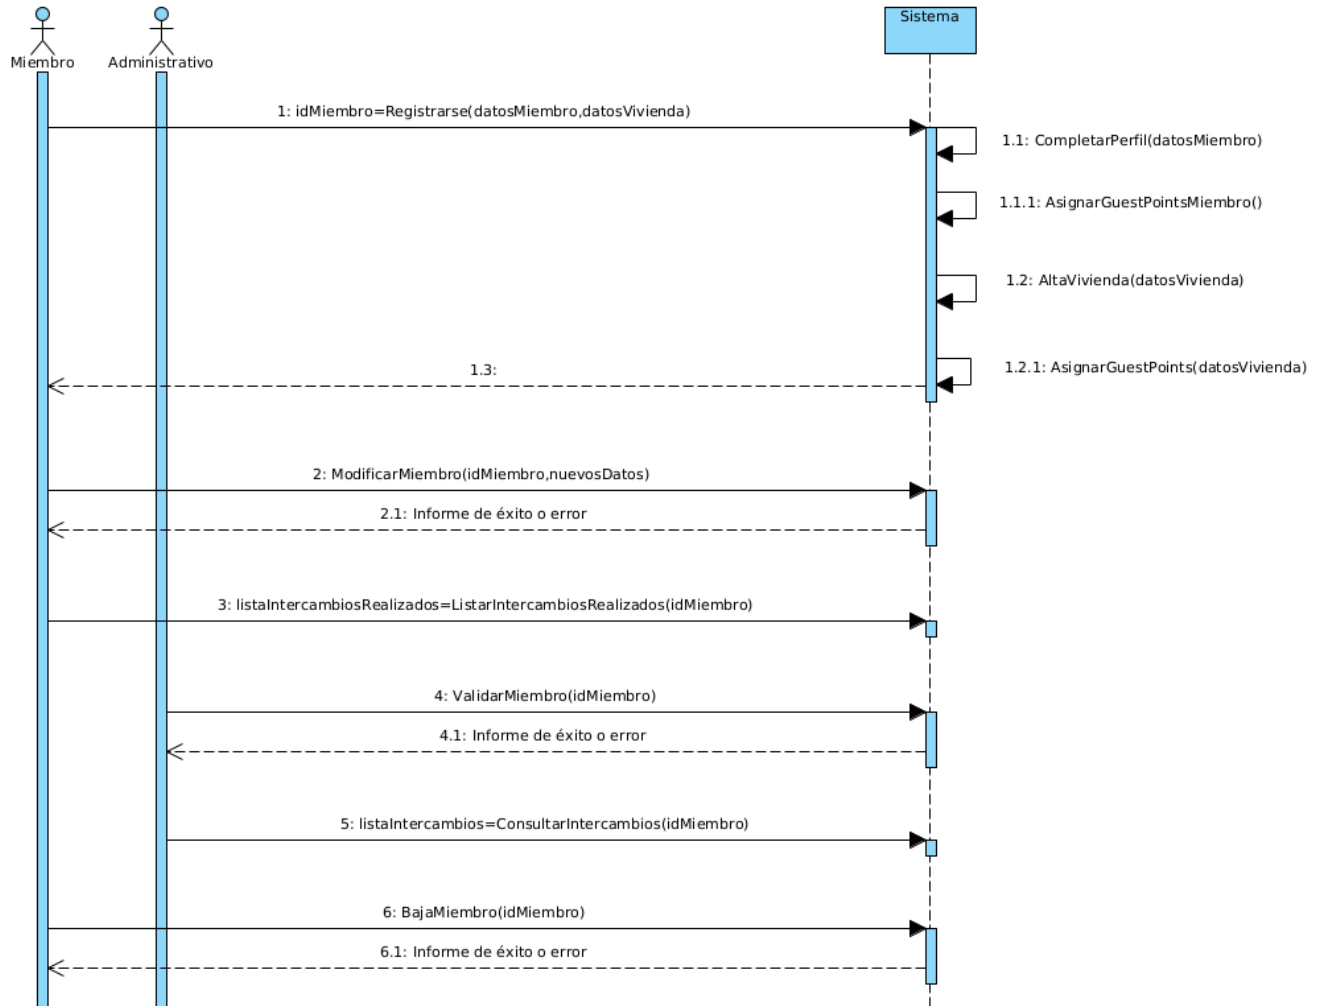 Sistema
Miembro
Administrativo
1: idMiembro=Registrarse(datosMiembro,datosVivienda)
1.1: CompletarPerfil(datosMiembro)
1.1.1: AsignarGuestPointsMiembro()
1.2: AltaVivienda(datosVivienda)
1.3:
1.2.1: AsignarGuestPoints(datosVivienda)
2: ModificarMiembro(idMiembro,nuevosDatos)
2.1: Informe de éxito o error
3: listaIntercambiosRealizados=ListarIntercambiosRealizados(idMiembro)
4: ValidarMiembro(idMiembro)
4.1: Informe de éxito o error
5: listaIntercambios=ConsultarIntercambios(idMiembro)
6: BajaMiembro(idMiembro)
6.1: Informe de éxito o error